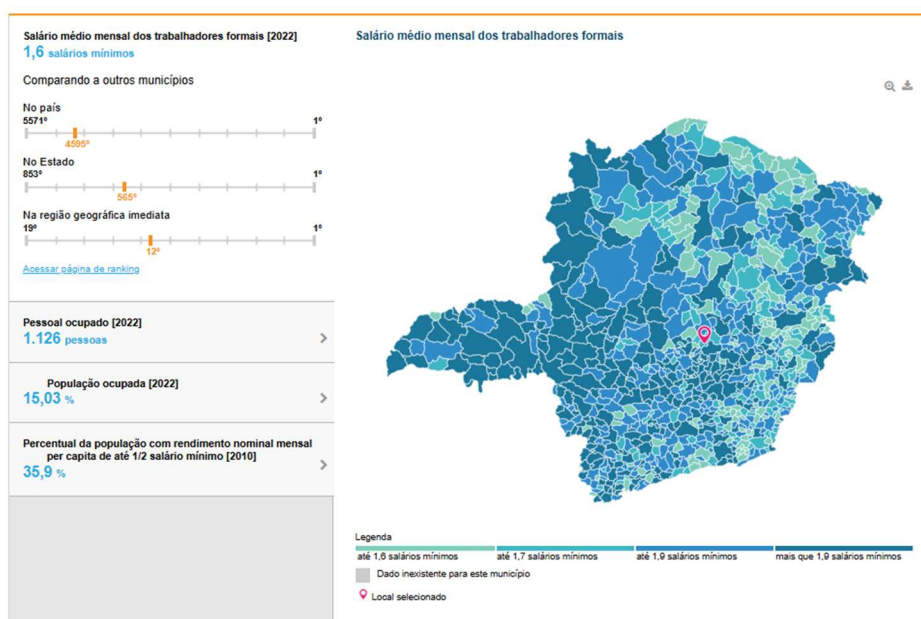 Salário médio mensal dos trabalhadores formais [2022]
1,6 salários mínimos
Comparando a outros municípios
No país
5571º 1º
4595º
No Estado
853º 1º
565º
Na região geográfica imediata
19º 1º
12º
Acessar página de ranking
Pessoal ocupado [2022]
1.126 pessoas
População ocupada [2022]
15,03 %
Percentual da população com rendimento nominal mensal
per capita de até 1/2 salário mínimo [2010]
35,9 %
Salário médio mensal dos trabalhadores formais
Legenda
até 1,6 salários mínimos até 1,7 salários mínimos até 1,9 salários mínimos mais que 1,9 salários mínimos
Dado inexistente para este município
Local selecionado